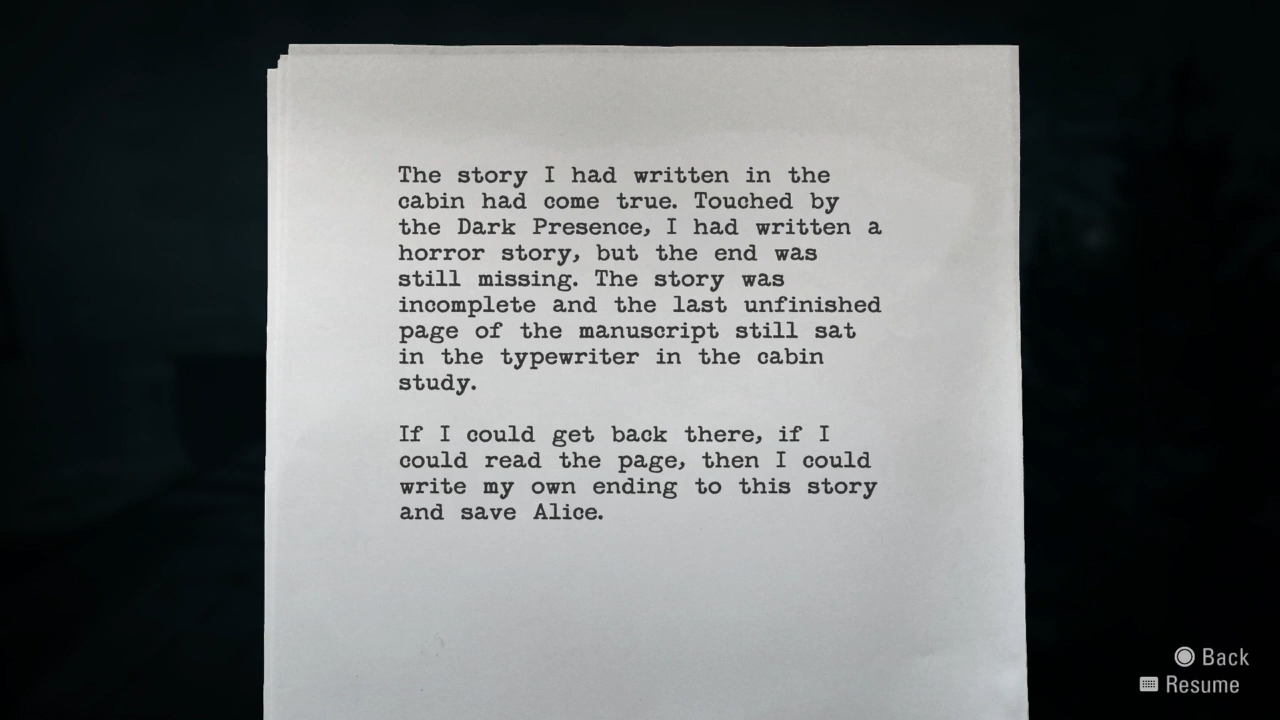 The story I had written in the
cabin had come true. Touched by
the Dark Presence, I had written a
horror story, but the end was
still missing. The story was
incomplete and the last unfinished
page of the manuscript still sat
in the typewriter in the cabin
study.
If I could get back there, if I
could read the page, then I could
write my own ending to this story
and save Alice.
Back
Resume